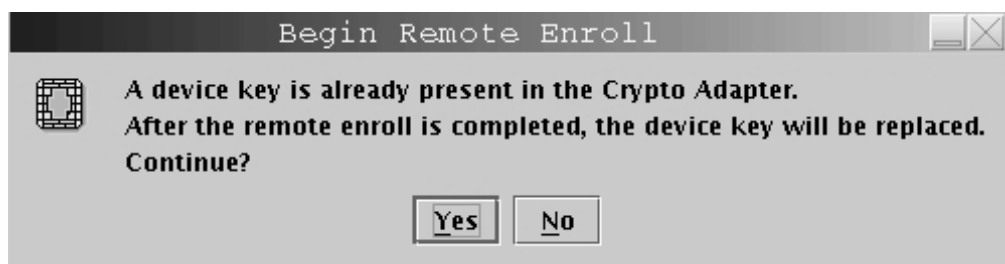 Begin Remote Enroll
A device key is already present in the Crypto Adapter.
After the remote enroll is completed, the device key will be replaced.
Continue?
Yes No